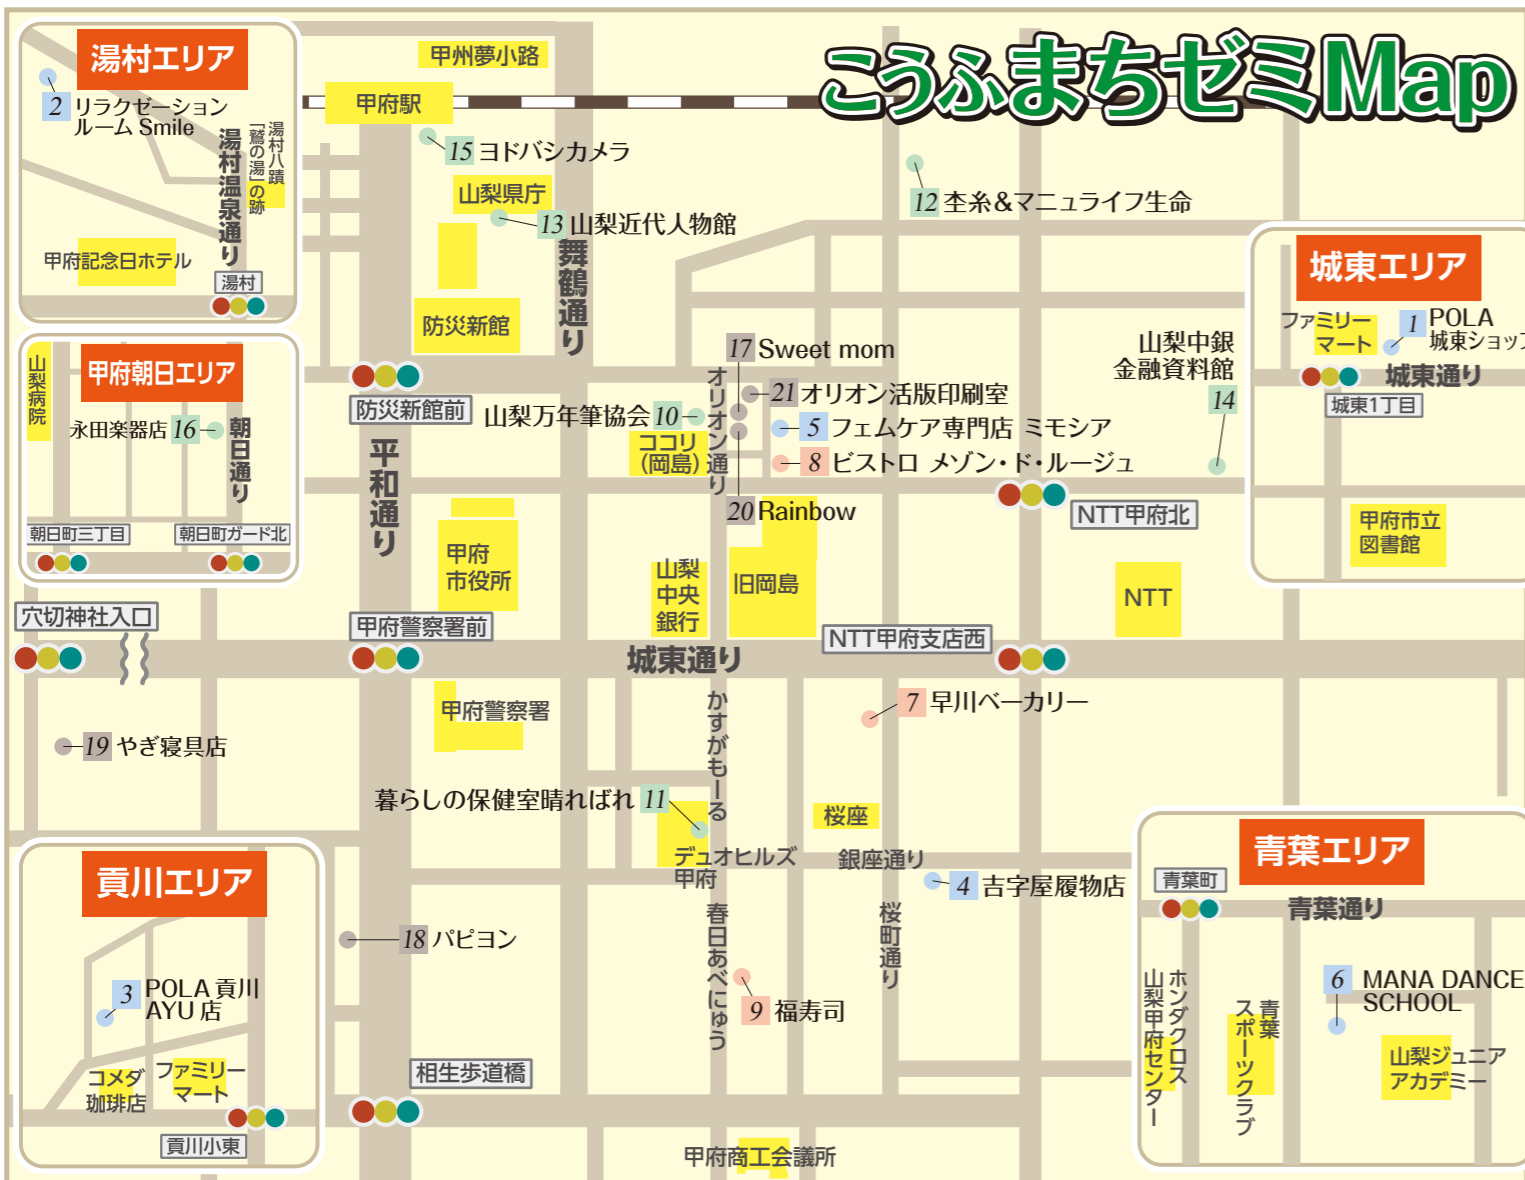 こうふまちゼミMap
湯村エリア
2 リラクゼーション
ルーム Smile
湯村八蹟
「鷲の湯」の跡
湯村温泉通り
甲府記念日ホテル
湯村
甲府朝日エリア
山梨病院
永田楽器店 16
朝日通り
朝日町三丁目
朝日町ガード北
甲州夢小路
甲府駅
15 ヨドバシカメラ
山梨県庁
13 山梨近代人物館
舞鶴通り
防災新館
防災新館前
12 杢糸&マニュライフ生命
17 Sweet mom
オリオン通り
21 オリオン活版印刷室
山梨万年筆協会 10
5 フェムケア専門店 ミモシア
ココリ
(岡島)
8 ビストロ メゾン・ド・ルージュ
20 Rainbow
山梨中銀
金融資料館
14
城東エリア
ファミリー
マート
1 POLA
城東ショップ
城東通り
城東1丁目
甲府市立
図書館
平和通り
NTT甲府北
甲府
市役所
山梨
中央
銀行
旧岡島
NTT
穴切神社入口
甲府警察署前
NTT甲府支店西
城東通り
甲府警察署
かすがもーる
7 早川ベーカリー
19 やぎ寝具店
暮らしの保健室晴ればれ 11
桜座
デュオヒルズ
甲府
銀座通り
4 吉字屋履物店
春日あべにゅう
桜町通り
18 パピヨン
9 福寿司
貢川エリア
3 POLA 貢川
AYU 店
コメダ
珈琲店
ファミリー
マート
貢川小東
相生歩道橋
甲府商工会議所
青葉エリア
青葉町
青葉通り
ホンダクロス
山梨甲府センター
青葉
スポーツクラブ
6 MANA DANCE
SCHOOL
山梨ジュニア
アカデミー